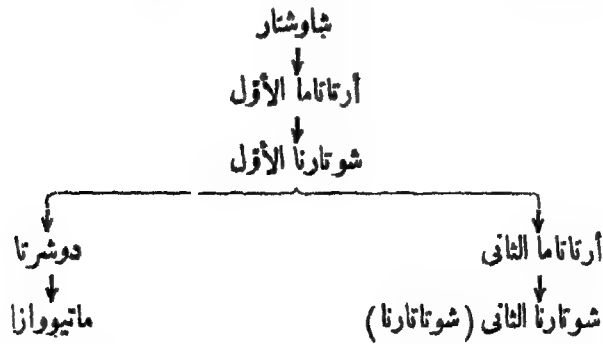 شاوشتار
أرتاتاما الأول
شوتارنا الأول
أرتاتاما الثانى دوشرتا
شوتارنا الثانى (شوتاتارنا) ماتيووازا